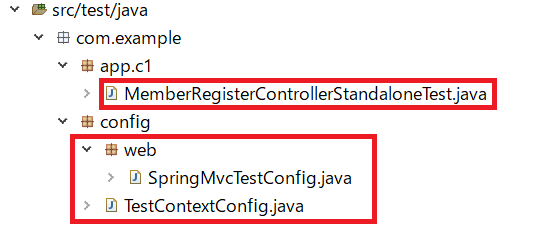 src/test/java
com.example
app.c1
MemberRegisterControllerStandaloneTest.java
config
web
SpringMvcTestConfig.java
TestContextConfig.java